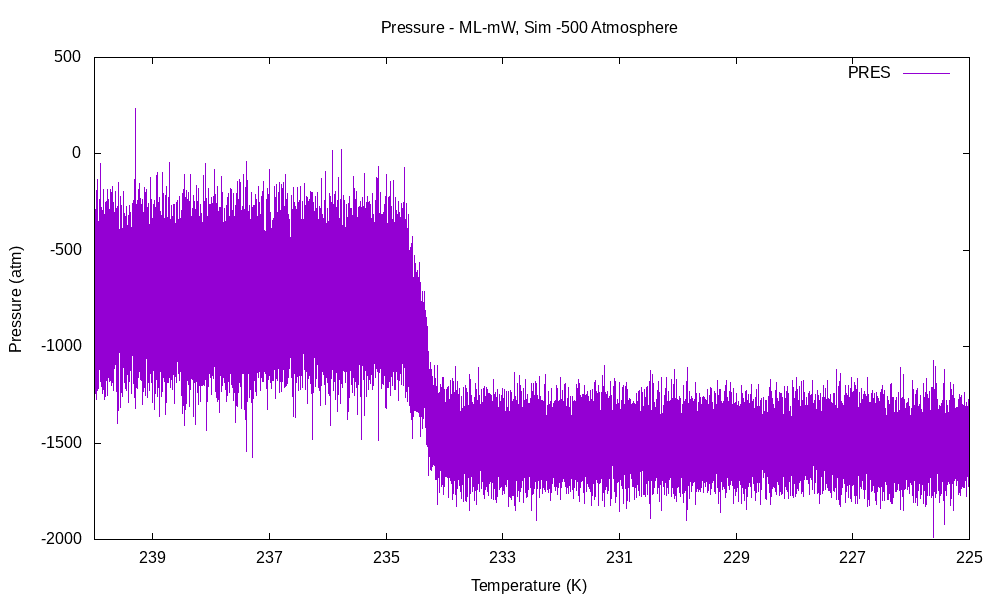 Pressure - ML-mW, Sim -500 Atmosphere
PRES
500
0
-500
-1000
-1500
-2000
Pressure (atm)
239 237 235 233 231 229 227 225
Temperature (K)